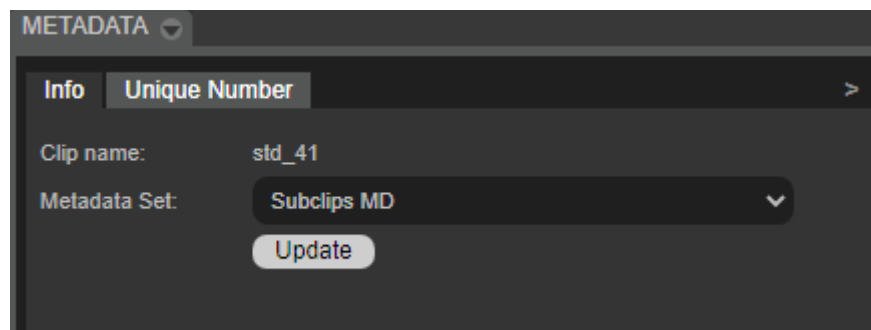 METADATA
Info Unique Number >
Clip name: std_41
Metadata Set: Subclips MD
Update